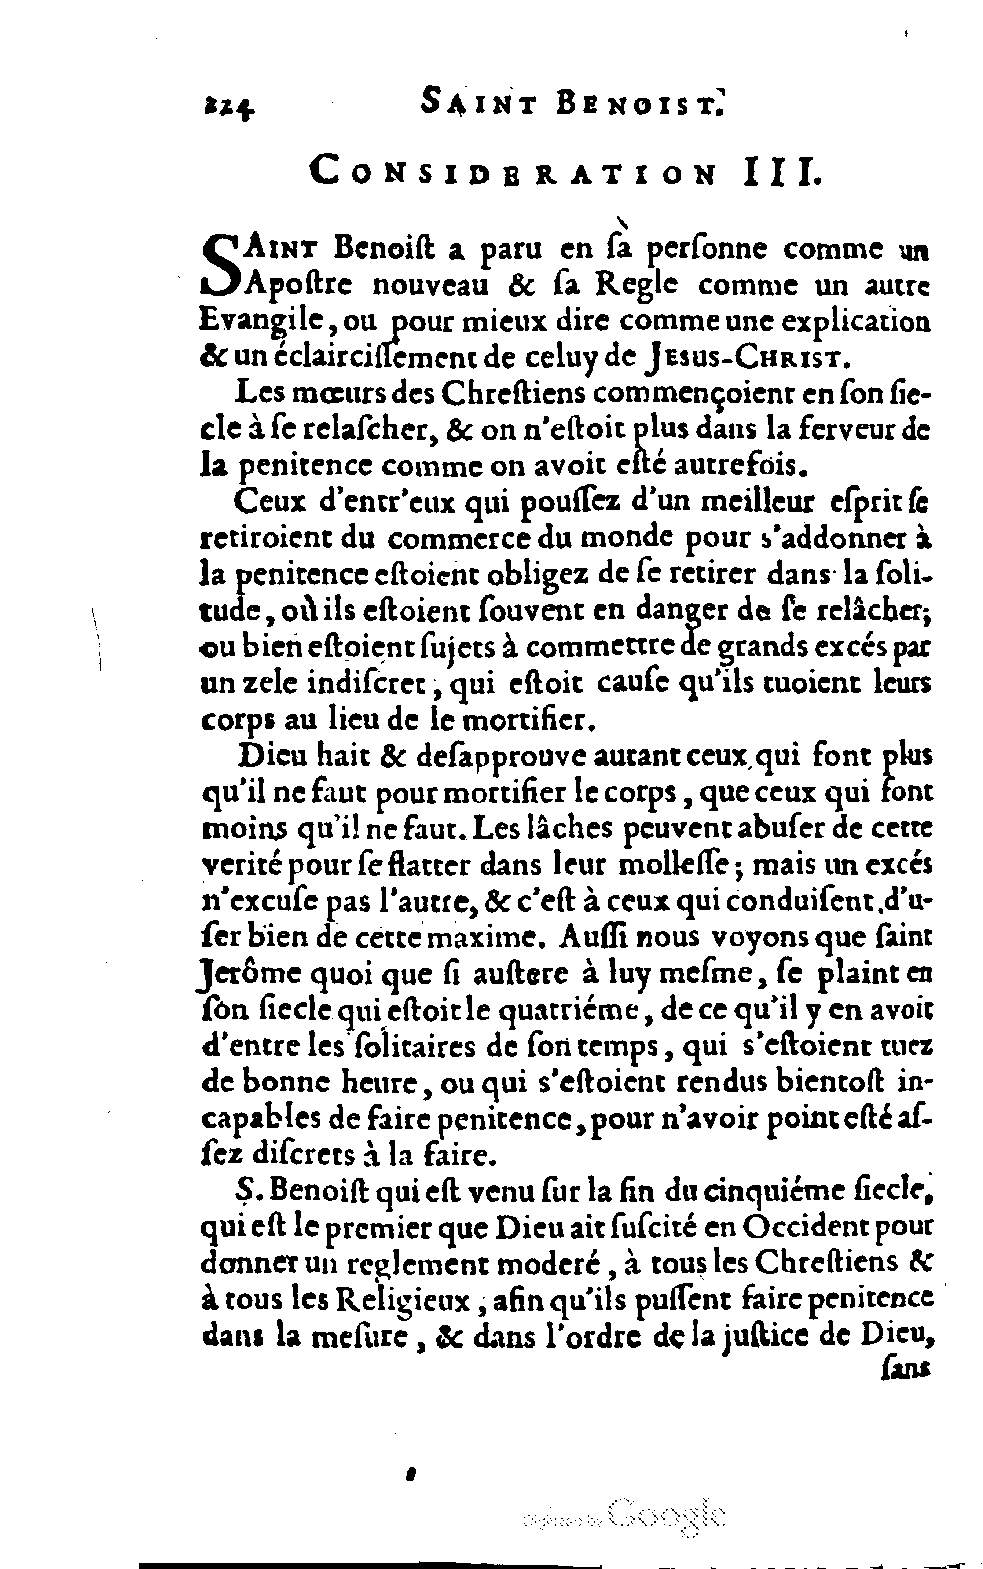 224 SAINT BENOIST.
CONSIDERATION III.
SAINT Benoiſt a paru en ſa perſonne comme un
Apoſtre nouveau & ſa Regle comme un autre
Evangile, ou pour mieux dire comme une explication
& un éclairciſſement de celuy de JESUS-CHRIST.
Les mœurs des Chreſtiens commençoient en ſon ſie-
cle à ſe relaſcher, & on n'eſtoit plus dans la ferveur de
la penitence comme on avoit eſté autrefois.
Ceux d'entr'eux qui pouſſez d'un meilleur eſprit ſe
retiroient du commerce du monde pour s'addonner à
la penitence eſtoient obligez de ſe retirer dans la ſoli-
tude, où ils eſtoient ſouvent en danger de ſe relâcher;
ou bien eſtoient ſujets à commettre de grands excés par
un zele indiſcret, qui eſtoit cauſe qu'ils tuoient leurs
corps au lieu de le mortifier.
Dieu hait & deſapprouve autant ceux qui font plus
qu'il ne faut pour mortifier le corps, que ceux qui font
moins qu'il ne faut. Les lâches peuvent abuſer de cette
verité pour ſe flatter dans leur molleſſe; mais un excés
n'excuſe pas l'autre, & c'eſt à ceux qui conduiſent d'u-
ſer bien de cette maxime. Auſſi nous voyons que ſaint
Jerôme quoi que ſi auſtere à luy meſme, ſe plaint en
ſon ſiecle qui eſtoit le quatriéme, de ce qu'il y en avoit
d'entre les ſolitaires de ſon temps, qui s'eſtoient tuez
de bonne heure, ou qui s'eſtoient rendus bientoſt in-
capables de faire penitence, pour n'avoir point eſté aſ-
ſez diſcrets à la faire.
S. Benoiſt qui eſt venu ſur la fin du cinquiéme ſiecle,
qui eſt le premier que Dieu ait ſuſcité en Occident pour
donner un reglement moderé, à tous les Chreſtiens &
à tous les Religieux, afin qu'ils puſſent faire penitence
dans la meſure, & dans l'ordre de la juſtice de Dieu,
ſans
Digitized by Google